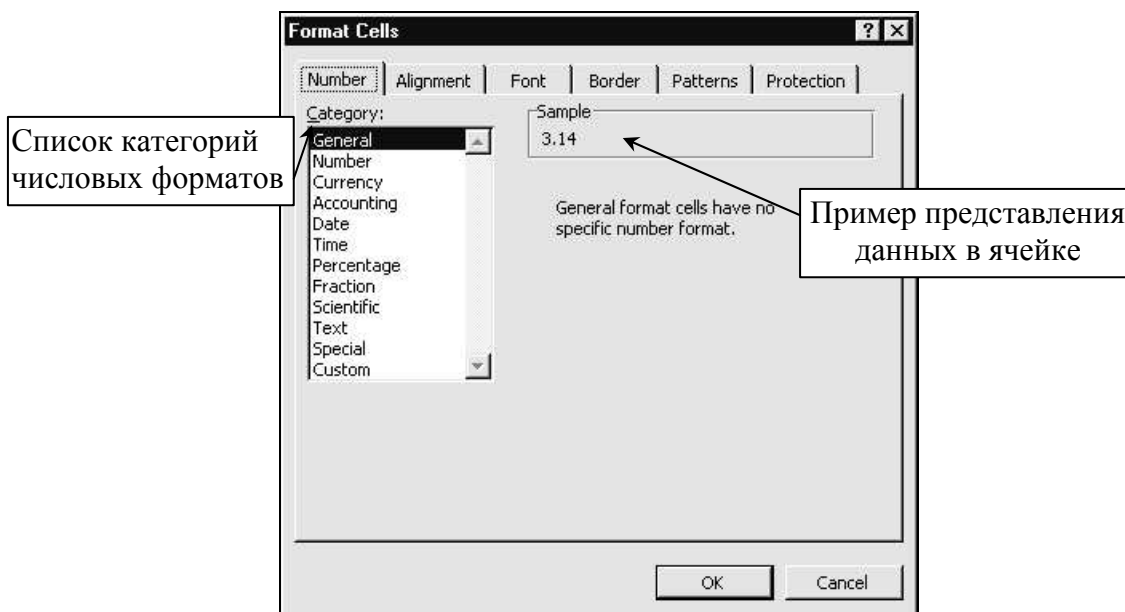 Format Cells
Number Alignment Font Border Patterns Protection
Category:
General
Number
Currency
Accounting
Date
Time
Percentage
Fraction
Scientific
Text
Special
Custom
Sample
3.14
General format cells have no
specific number format.
Список категорий
числовых форматов
Пример представления
данных в ячейке
OK Cancel